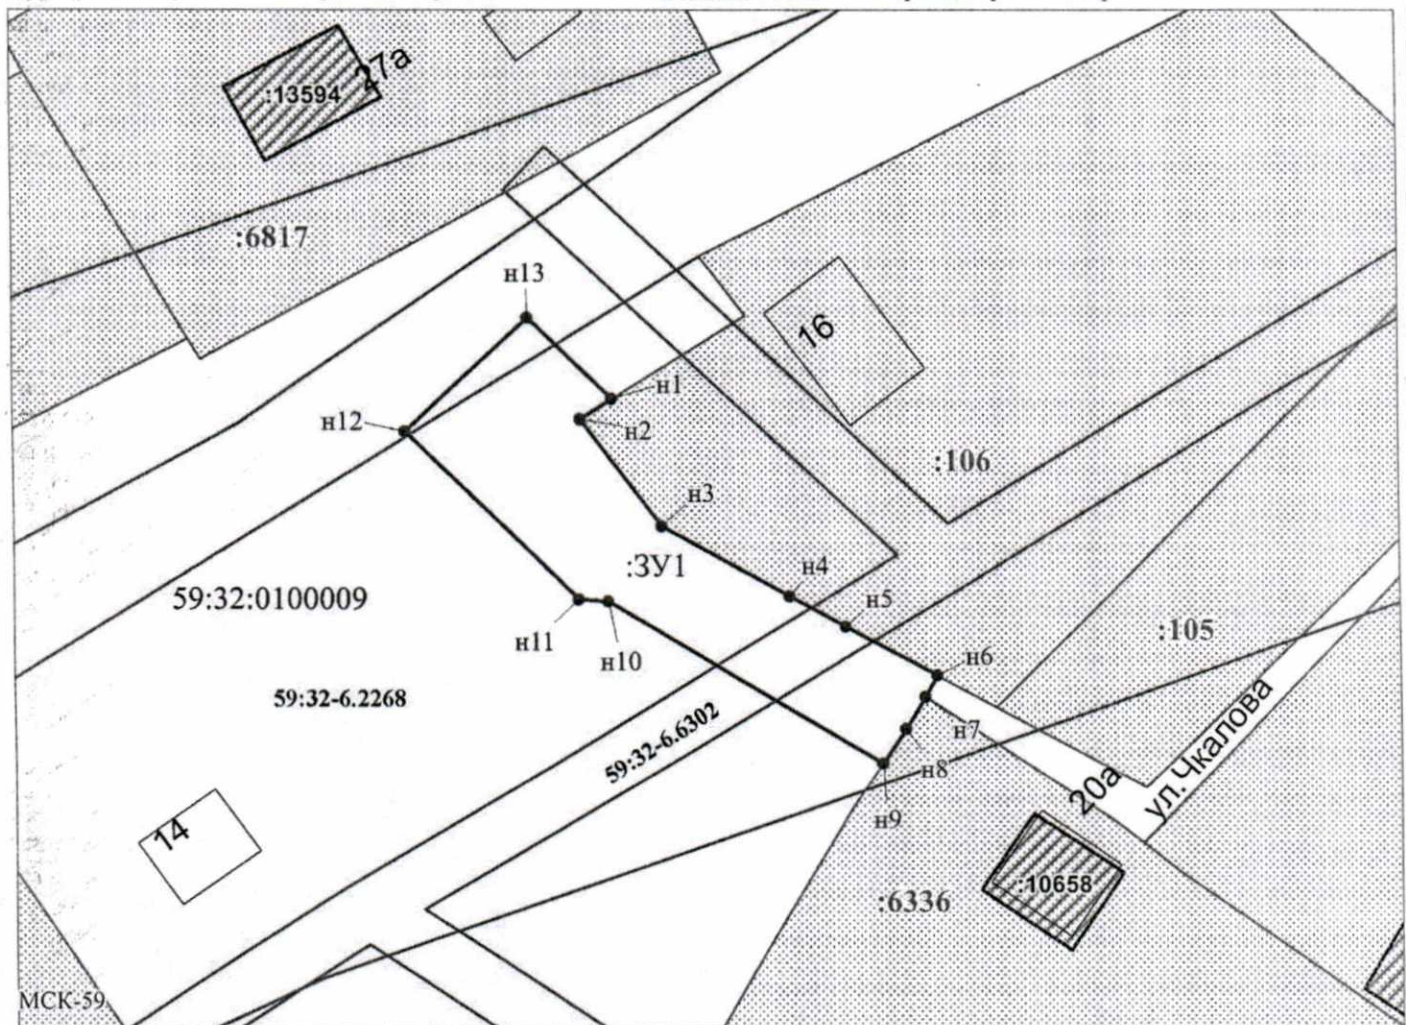 27а
:13594
:6817
н13
16
н1
н12
н2
:106
н3
:ЗУ1
59:32:0100009
н4
н5
:105
н11
н10
н6
59:32-6.2268
59:32-6.6302
н7
н8
ул. Чкалова
20а
н9
14
:10658
:6336
МСК-59